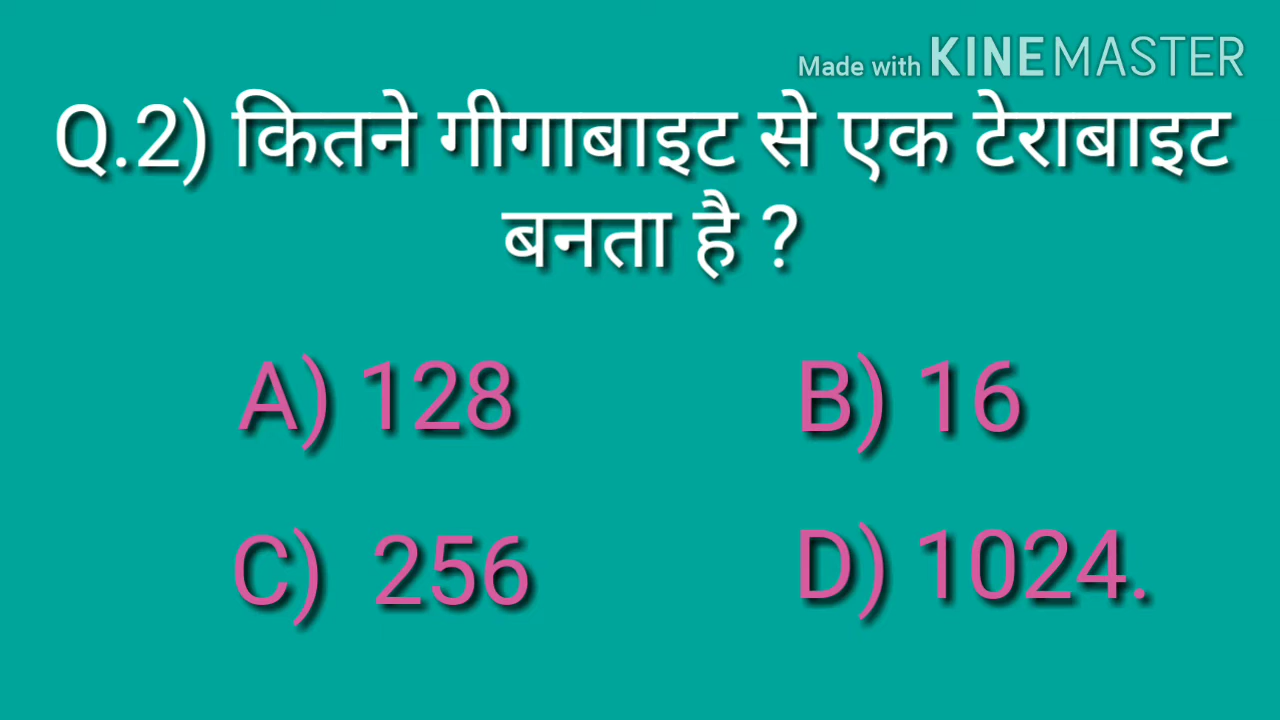 Made with KINEMASTER
Q.2) कितने गीगाबाइट से एक टेराबाइट
बनता है ?
A) 128 B) 16
C) 256 D) 1024.